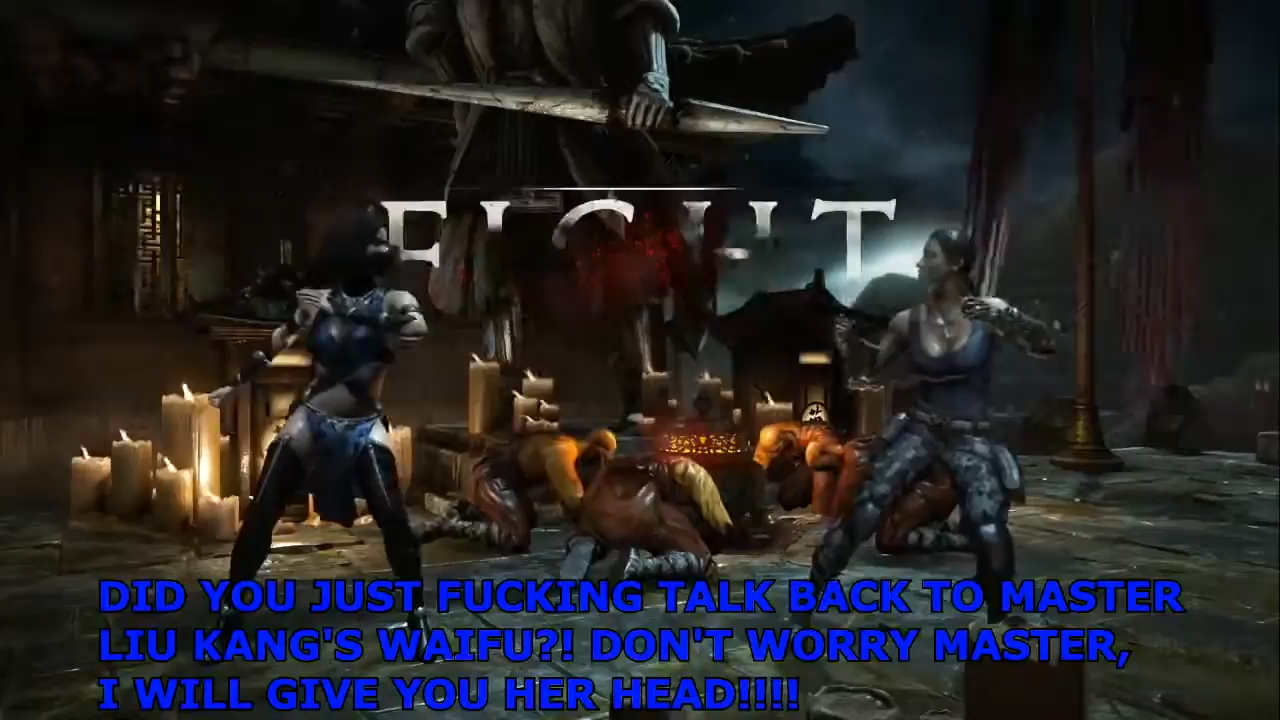 FIGHT
DID YOU JUST FUCKING TALK BACK TO MASTER
LIU KANG'S WAIFU?! DON'T WORRY MASTER,
I WILL GIVE YOU HER HEAD!!!!